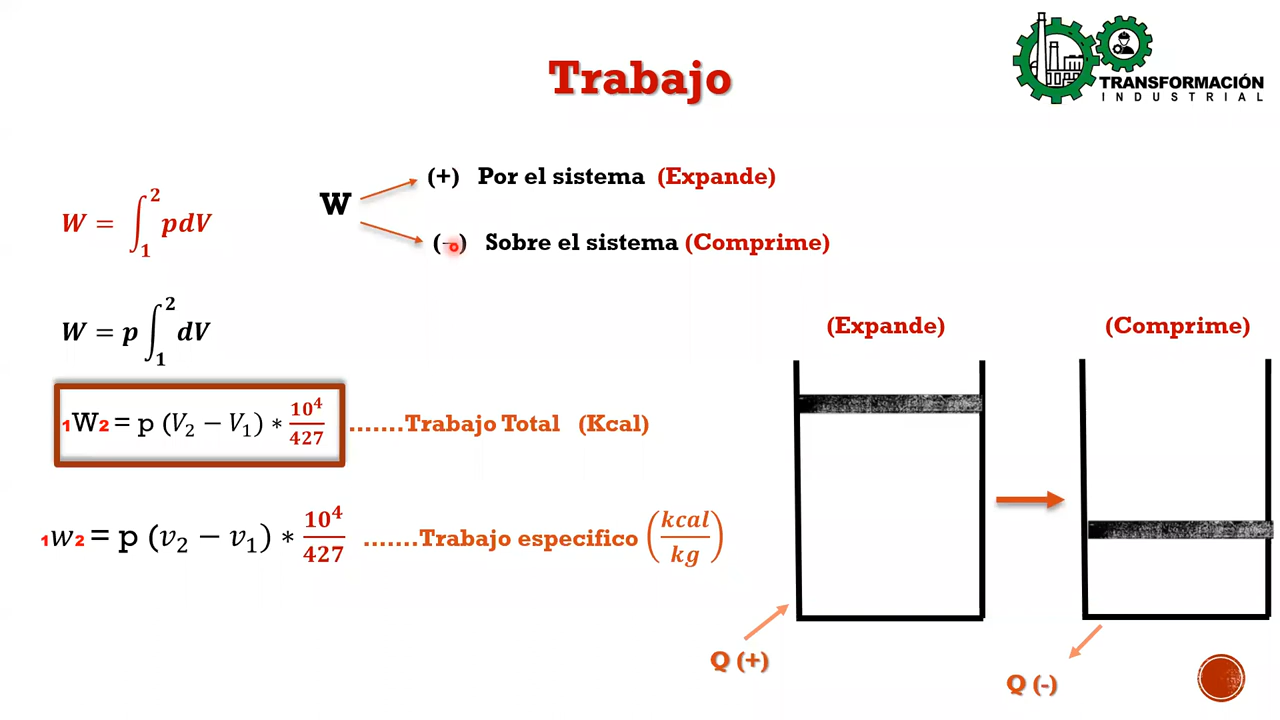 Trabajo
TRANSFORMACIÓN
INDUSTRIAL
W = ∫₁² pdV
W
(+) Por el sistema (Expande)
(-) Sobre el sistema (Comprime)
W = p ∫₁² dV
₁W₂ = p (V₂ − V₁) * 10⁴/427 .......Trabajo Total (Kcal)
₁w₂ = p (v₂ − v₁) * 10⁴/427 .......Trabajo especifico (kcal/kg)
(Expande)
(Comprime)
Q (+)
Q (-)